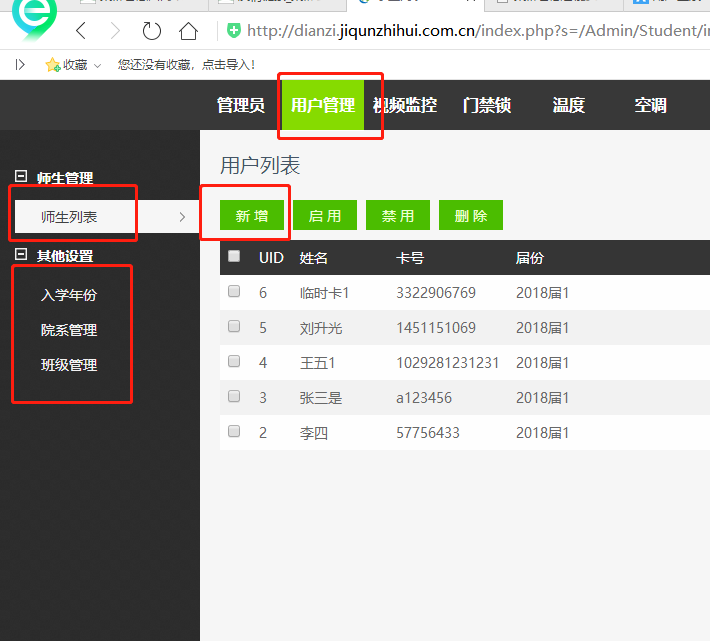 http://dianzi.jiqunzhihui.com.cn/index.php?s=/Admin/Student/i
收藏 您还没有收藏，点击导入！
管理员 用户管理 视频监控 门禁锁 温度 空调
师生管理
师生列表
其他设置
入学年份
院系管理
班级管理
用户列表
新 增 启 用 禁 用 删 除
UID 姓名 卡号 届份
6 临时卡1 3322906769 2018届1
5 刘升光 1451151069 2018届1
4 王五1 1029281231231 2018届1
3 张三是 a123456 2018届1
2 李四 57756433 2018届1